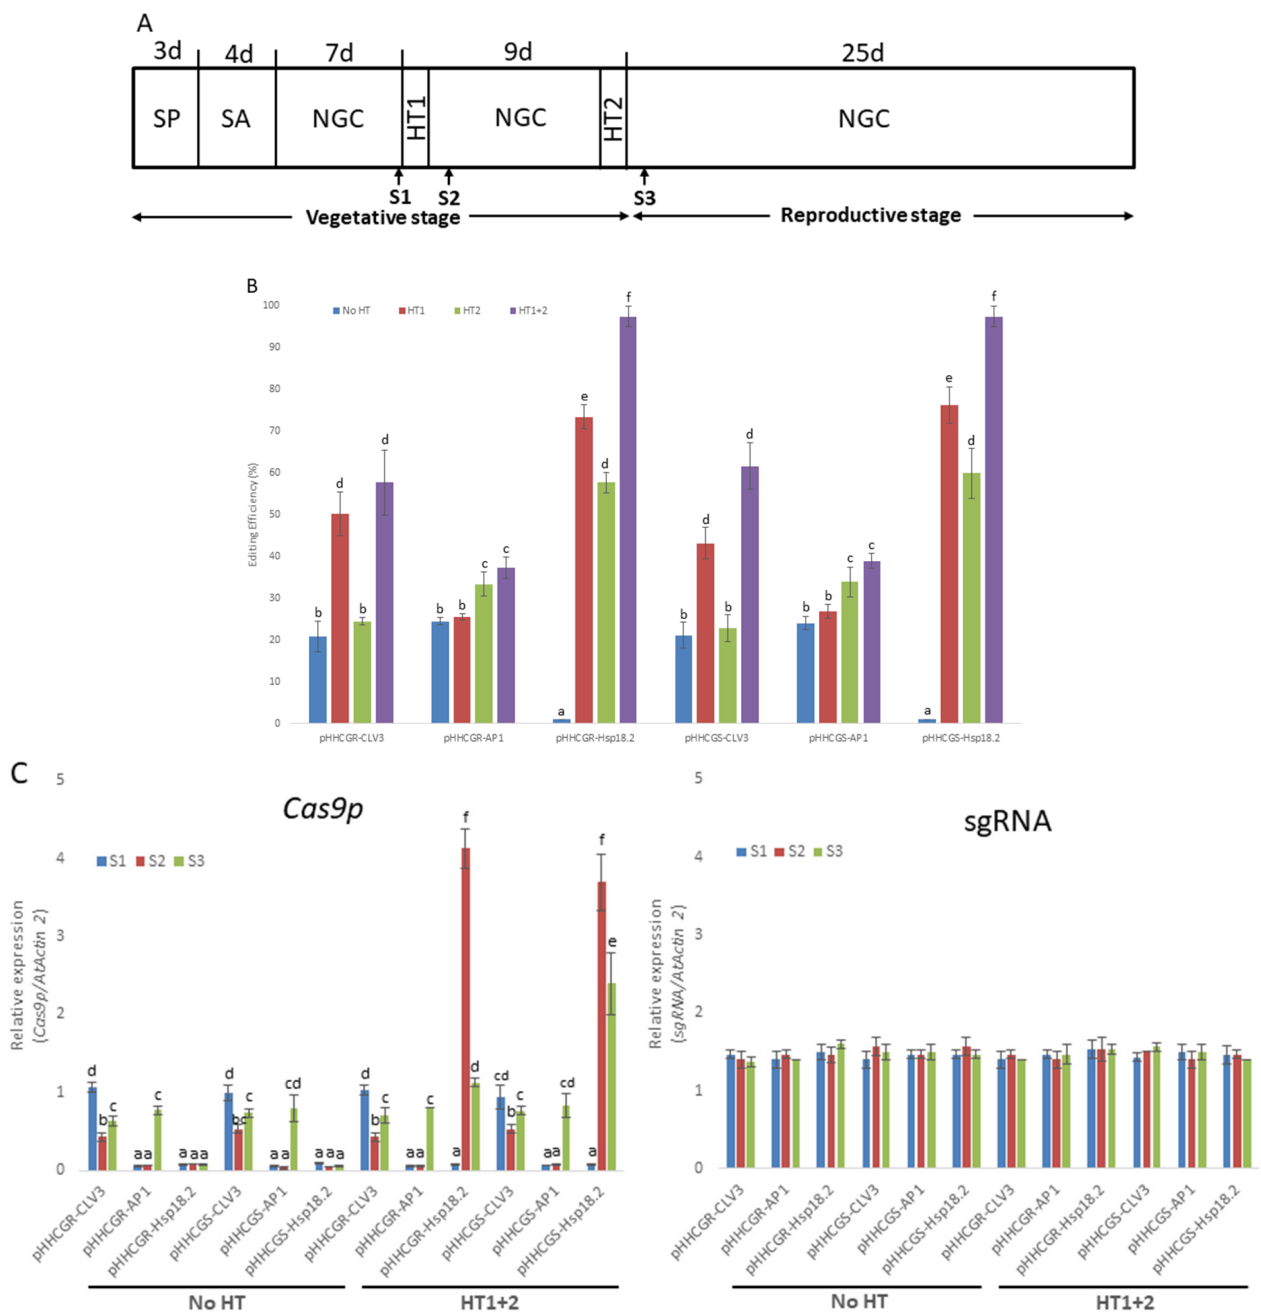 A
3d 4d 7d 9d 25d
SP SA NGC HT1 NGC HT2 NGC
S1 S2 S3
Vegetative stage Reproductive stage
B
100
90
80
70
60
50
40
30
20
10
0
Editing Efficiency (%)
No HT HT1 HT2 HT1+2
b d b d b b c c a e d f b d b d b b c c a e d f
pHHCGR-CLV3 pHHCGR-AP1 pHHCGR-Hsp18.2 pHHCGS-CLV3 pHHCGS-AP1 pHHCGS-Hsp18.2
C
Cas9p
5
4
3
2
1
0
Relative expression
(Cas9p/AtActin 2)
S1 S2 S3
d b c a a c a a a d bc c a a cd a a a d b c a a c a f d cd b c a a cd a f e
pHHCGR-CLV3
pHHCGR-AP1
pHHCGR-Hsp18.2
pHHCGS-CLV3
pHHCGS-AP1
pHHCGS-Hsp18.2
pHHCGR-CLV3
pHHCGR-AP1
pHHCGR-Hsp18.2
pHHCGS-CLV3
pHHCGS-AP1
pHHCGS-Hsp18.2
No HT HT1+2
sgRNA
5
4
3
2
1
0
Relative expression
(sgRNA/AtActin 2)
S1 S2 S3
pHHCGR-CLV3
pHHCGR-AP1
pHHCGR-Hsp18.2
pHHCGS-CLV3
pHHCGS-AP1
pHHCGS-Hsp18.2
pHHCGR-CLV3
pHHCGR-AP1
pHHCGR-Hsp18.2
pHHCGS-CLV3
pHHCGS-AP1
pHHCGS-Hsp18.2
No HT HT1+2